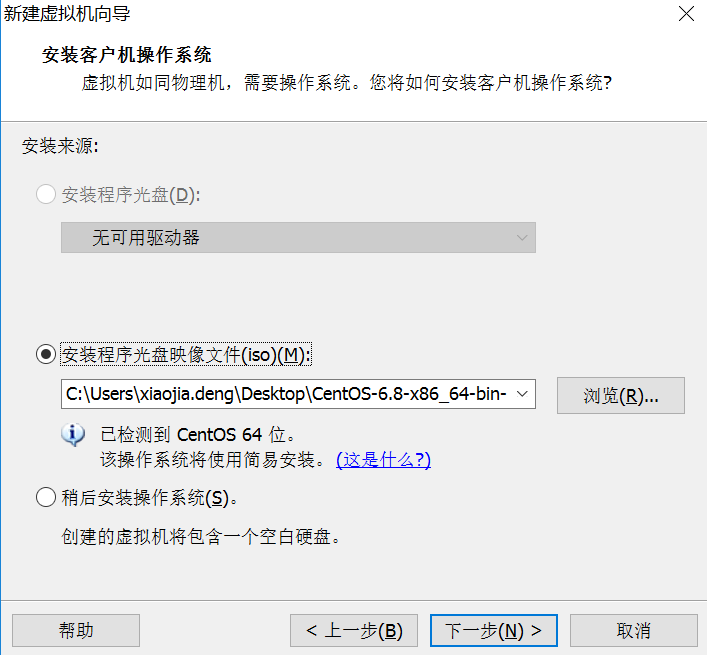 新建虚拟机向导
安装客户机操作系统
虚拟机如同物理机，需要操作系统。您将如何安装客户机操作系统?
安装来源:
安装程序光盘(D):
无可用驱动器
安装程序光盘映像文件(iso)(M):
C:\Users\xiaojia.deng\Desktop\CentOS-6.8-x86_64-bin-
浏览(R)...
已检测到 CentOS 64 位。
该操作系统将使用简易安装。 (这是什么?)
稍后安装操作系统(S)。
创建的虚拟机将包含一个空白硬盘。
帮助
< 上一步(B)
下一步(N) >
取消